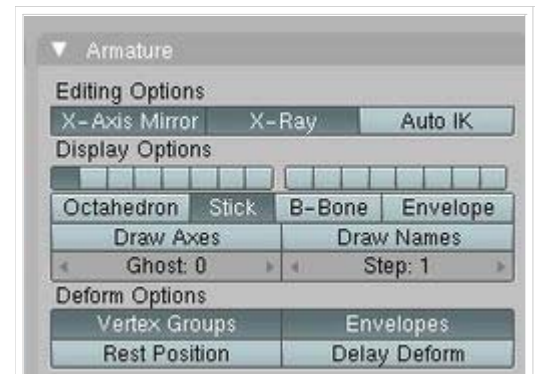 Armature
Editing Options
X-Axis Mirror X-Ray Auto IK
Display Options
Octahedron Stick B-Bone Envelope
Draw Axes Draw Names
Ghost: 0 Step: 1
Deform Options
Vertex Groups Envelopes
Rest Position Delay Deform